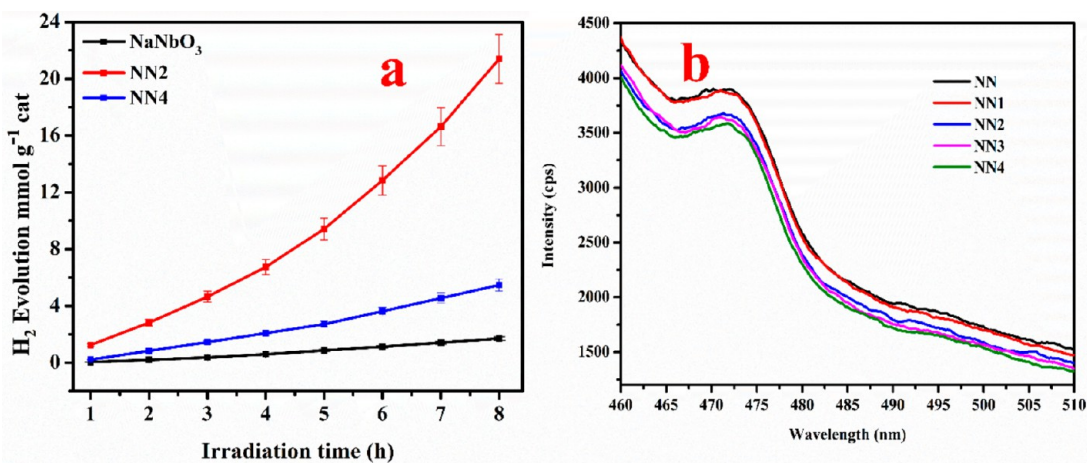 a
NaNbO₃
NN2
NN4
H₂ Evolution mmol g⁻¹ cat
24
20
16
12
8
4
0
1 2 3 4 5 6 7 8
Irradiation time (h)
b
NN
NN1
NN2
NN3
NN4
Intensity (cps)
4500
4000
3500
3000
2500
2000
1500
460 465 470 475 480 485 490 495 500 505 510
Wavelength (nm)